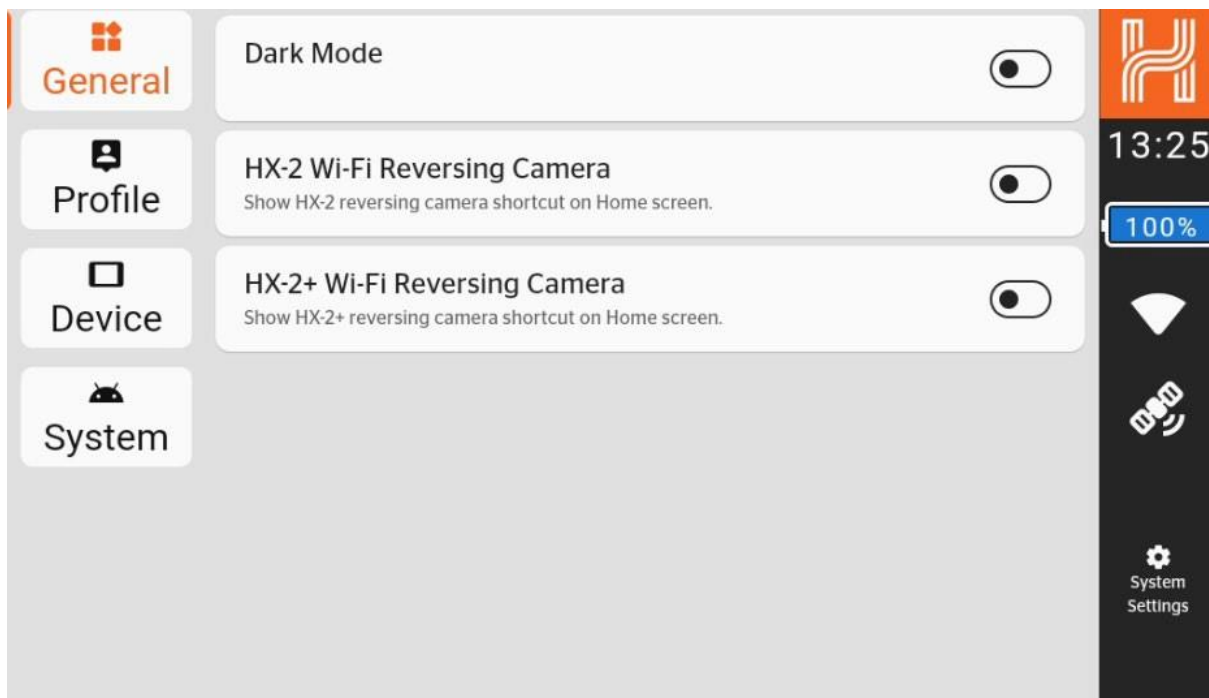 General
Profile
Device
System
Dark Mode
HX-2 Wi-Fi Reversing Camera
Show HX-2 reversing camera shortcut on Home screen.
HX-2+ Wi-Fi Reversing Camera
Show HX-2+ reversing camera shortcut on Home screen.
13:25
100%
System
Settings